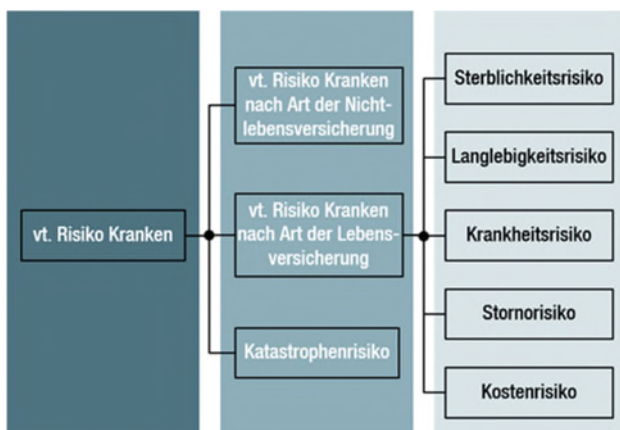 vt. Risiko Kranken
vt. Risiko Kranken
nach Art der Nicht-
lebensversicherung
vt. Risiko Kranken
nach Art der Lebens-
versicherung
Katastrophenrisiko
Sterblichkeitsrisiko
Langlebigkeitsrisiko
Krankheitsrisiko
Stornorisiko
Kostenrisiko